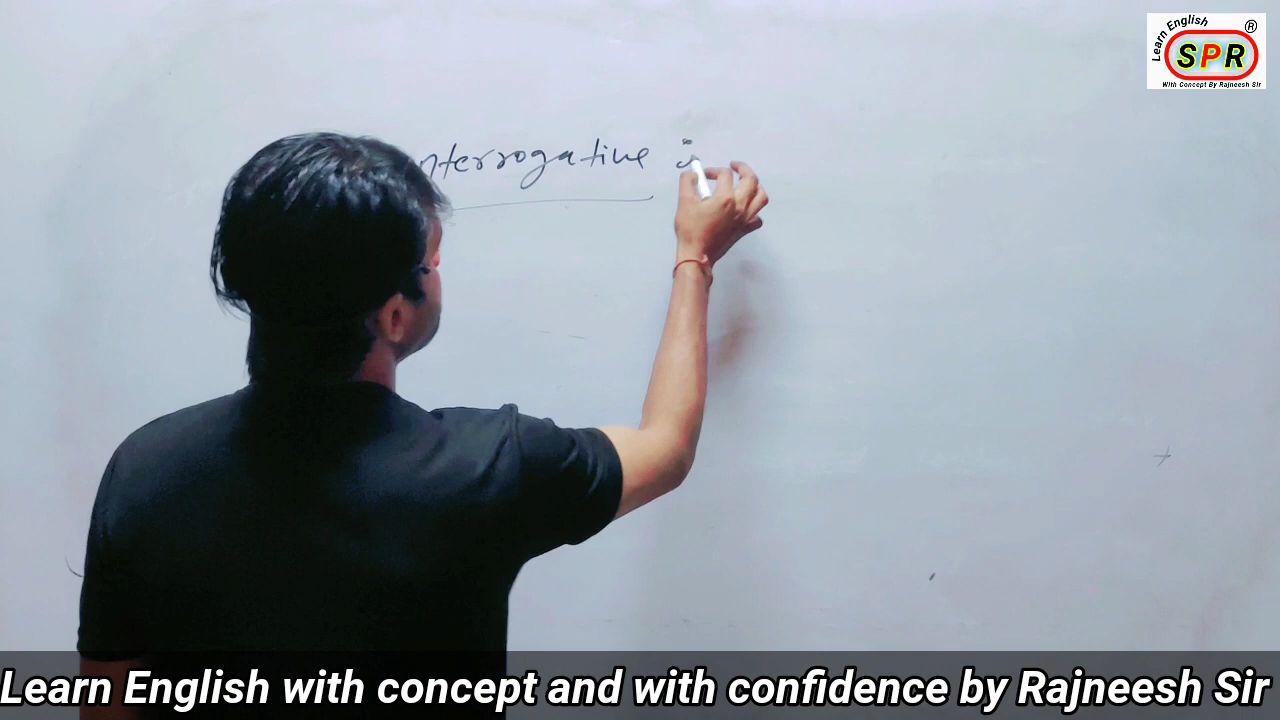 nterrogative
Learn English
®
SPR
With Concept By Rajneesh Sir
Learn English with concept and with confidence by Rajneesh Sir